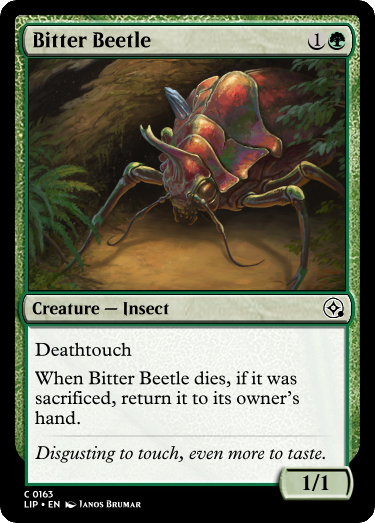 Bitter Beetle
1
Creature — Insect
Deathtouch
When Bitter Beetle dies, if it was
sacrificed, return it to its owner's
hand.
Disgusting to touch, even more to taste.
1/1
C 0163
LIP • EN Janos Brumar